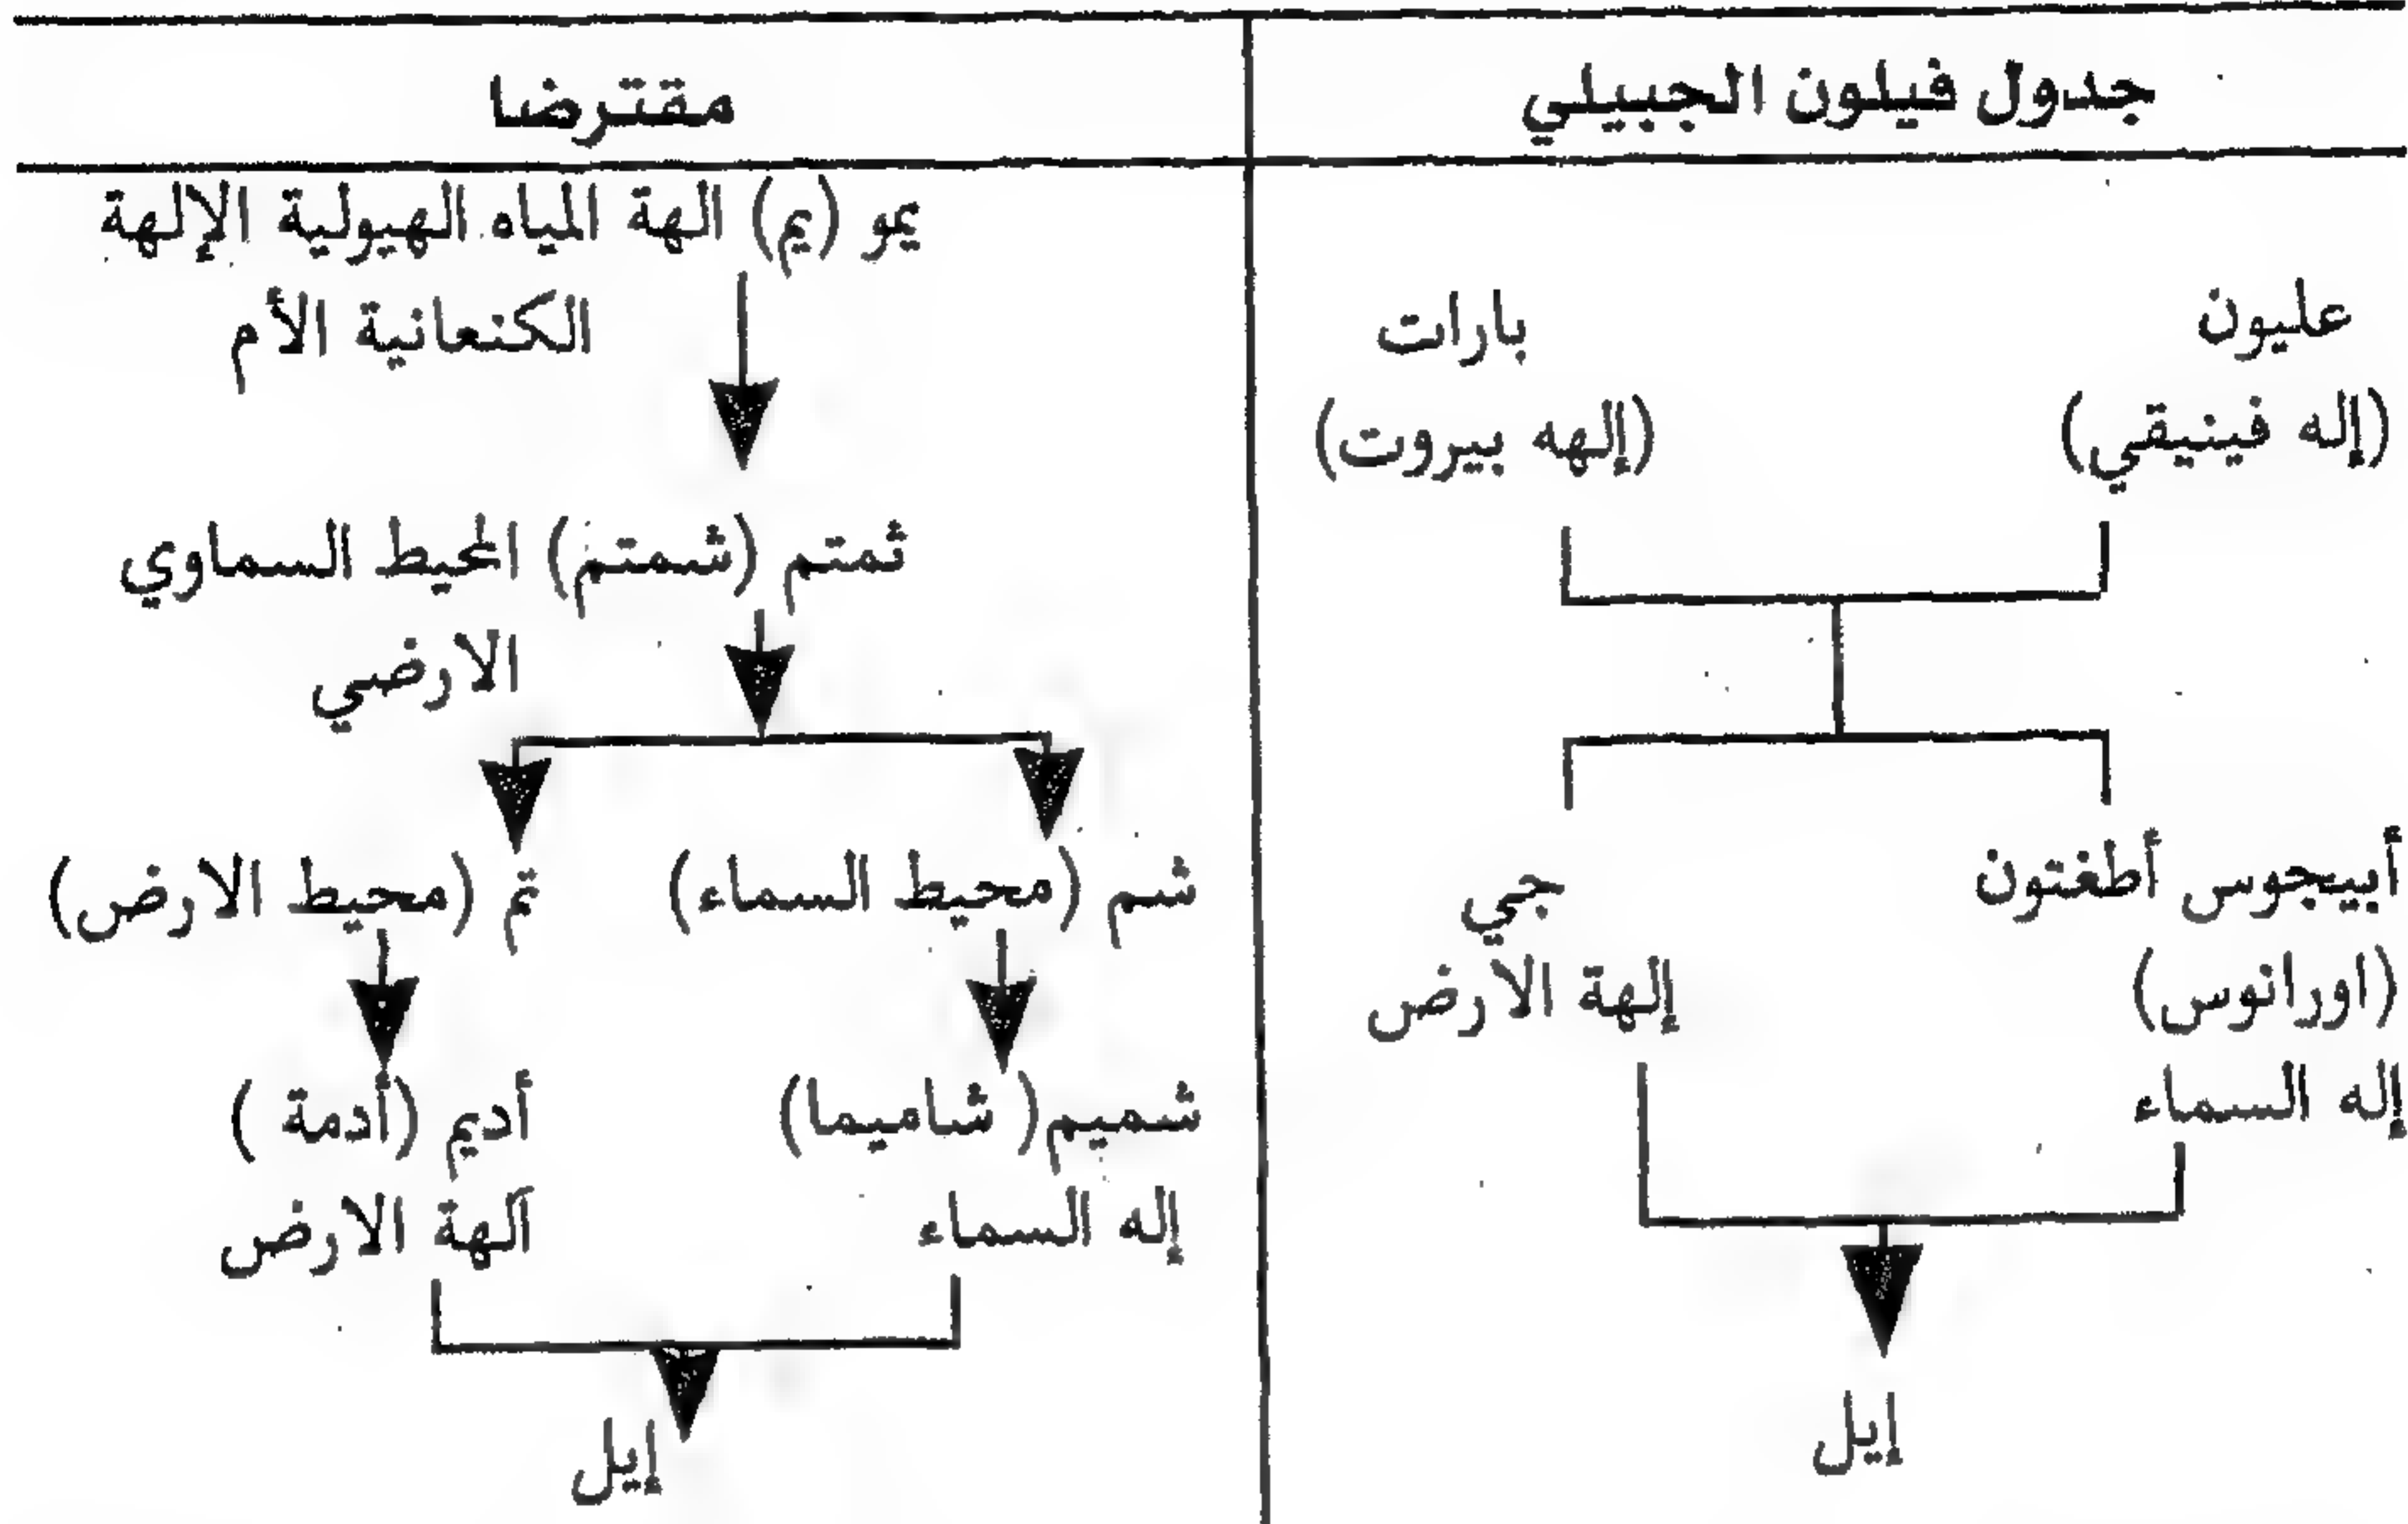 جدول فيلون الجبيلي
عليون
بارات
(إله فينيقي)
(إلهه بيروت)
أبيجوس أطغتون
جي
(اورانوس)
إلهة الارض
إله السماء
إيل
مقترضا
يمو (يم) الهة المياه الهيولية الإلهة
الكنعانية الأم
ثمتم (شمتم) المحيط السماوي
الارضي
شم (محيط السماء)
تم (محيط الارض)
شميم (شاميما)
أديم (أدمة )
إله السماء
آلهة الارض
إيل